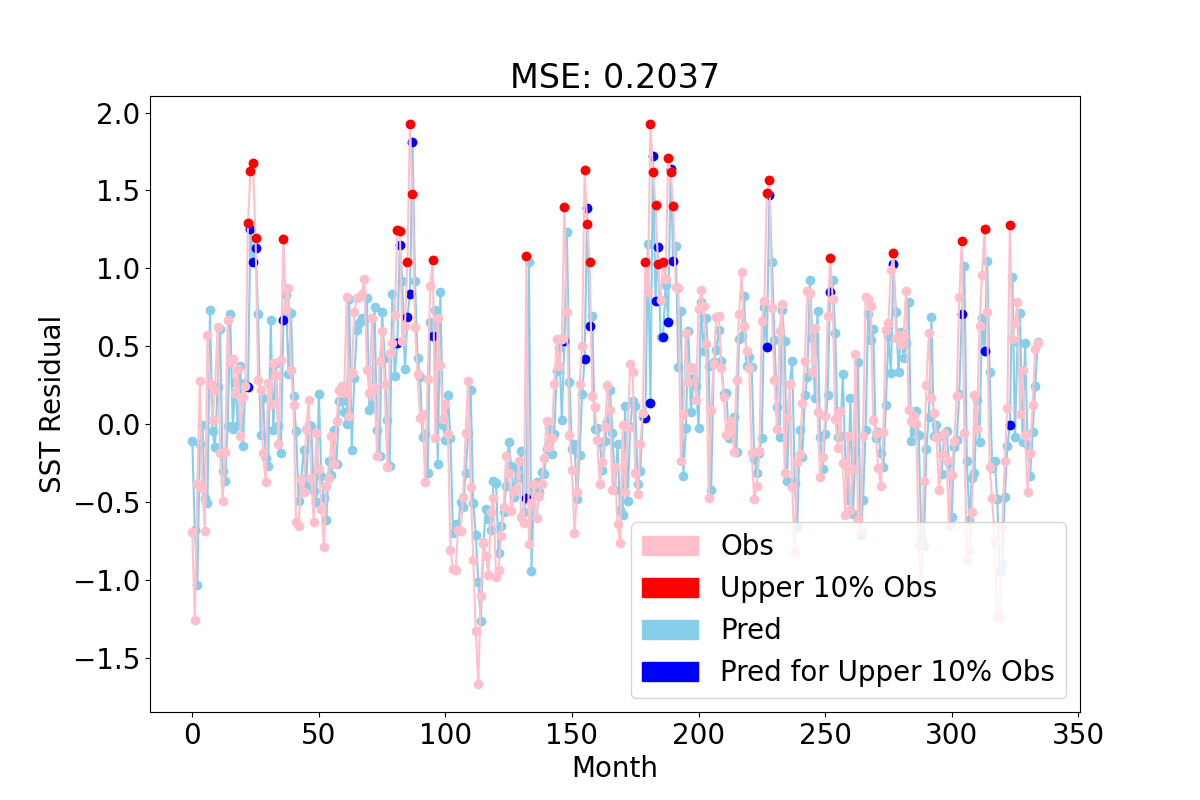 MSE: 0.2037
2.0
1.5
1.0
0.5
0.0
−0.5
−1.0
−1.5
SST Residual
0 50 100 150 200 250 300 350
Month
Obs
Upper 10% Obs
Pred
Pred for Upper 10% Obs